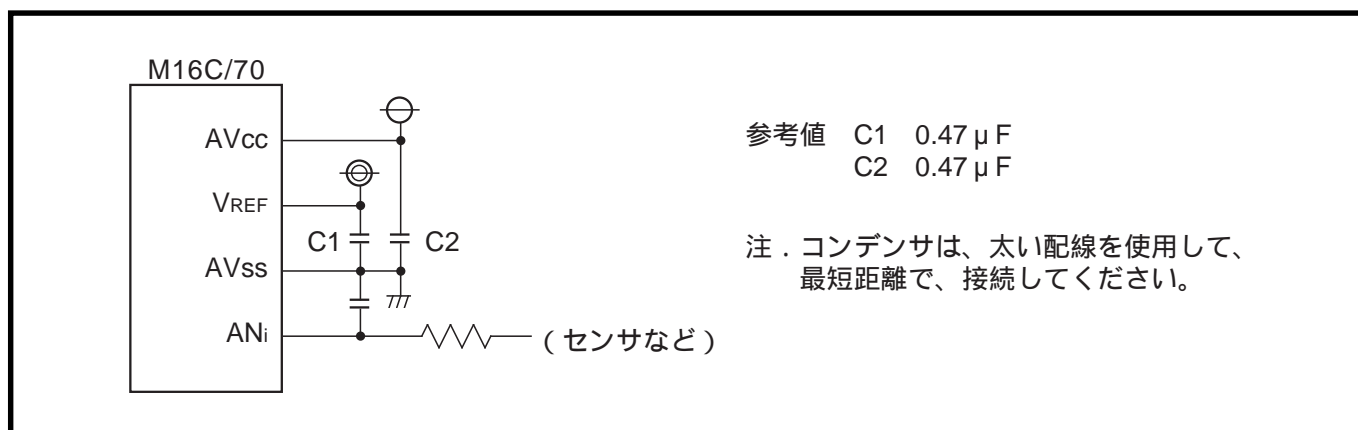 M16C/70
AVcc
VREF
C1
C2
AVss
ANi
(センサなど)
参考値 C1 0.47μF
C2 0.47μF
注.コンデンサは、太い配線を使用して、
最短距離で、接続してください。